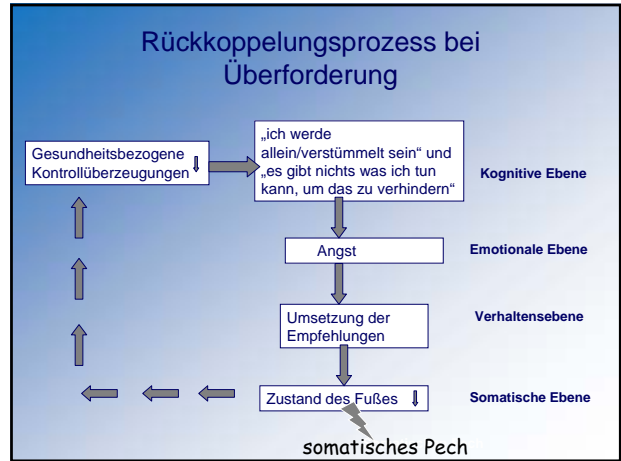 Rückkoppelungsprozess bei
Überforderung
Gesundheitsbezogene
Kontrollüberzeugungen
„ich werde
allein/verstümmelt sein“ und
„es gibt nichts was ich tun
kann, um das zu verhindern“
Kognitive Ebene
Angst
Emotionale Ebene
Umsetzung der
Empfehlungen
Verhaltensebene
Zustand des Fußes
Somatische Ebene
somatisches Pech